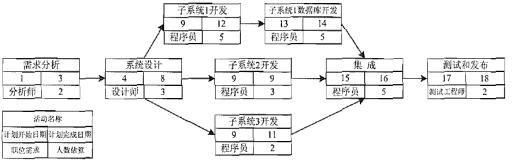 子系统1开发
9 12
程序员 5
子系统1数据库开发
13 14
程序员 5
需求分析
1 3
分析师 2
系统设计
4 8
设计师 3
子系统2开发
9 9
程序员 3
集 成
15 16
程序员 5
测试和发布
17 18
测试工程师 2
子系统3开发
9 11
程序员 2
活动名称
计划开始日期 计划完成日期
职位需求 人数估算